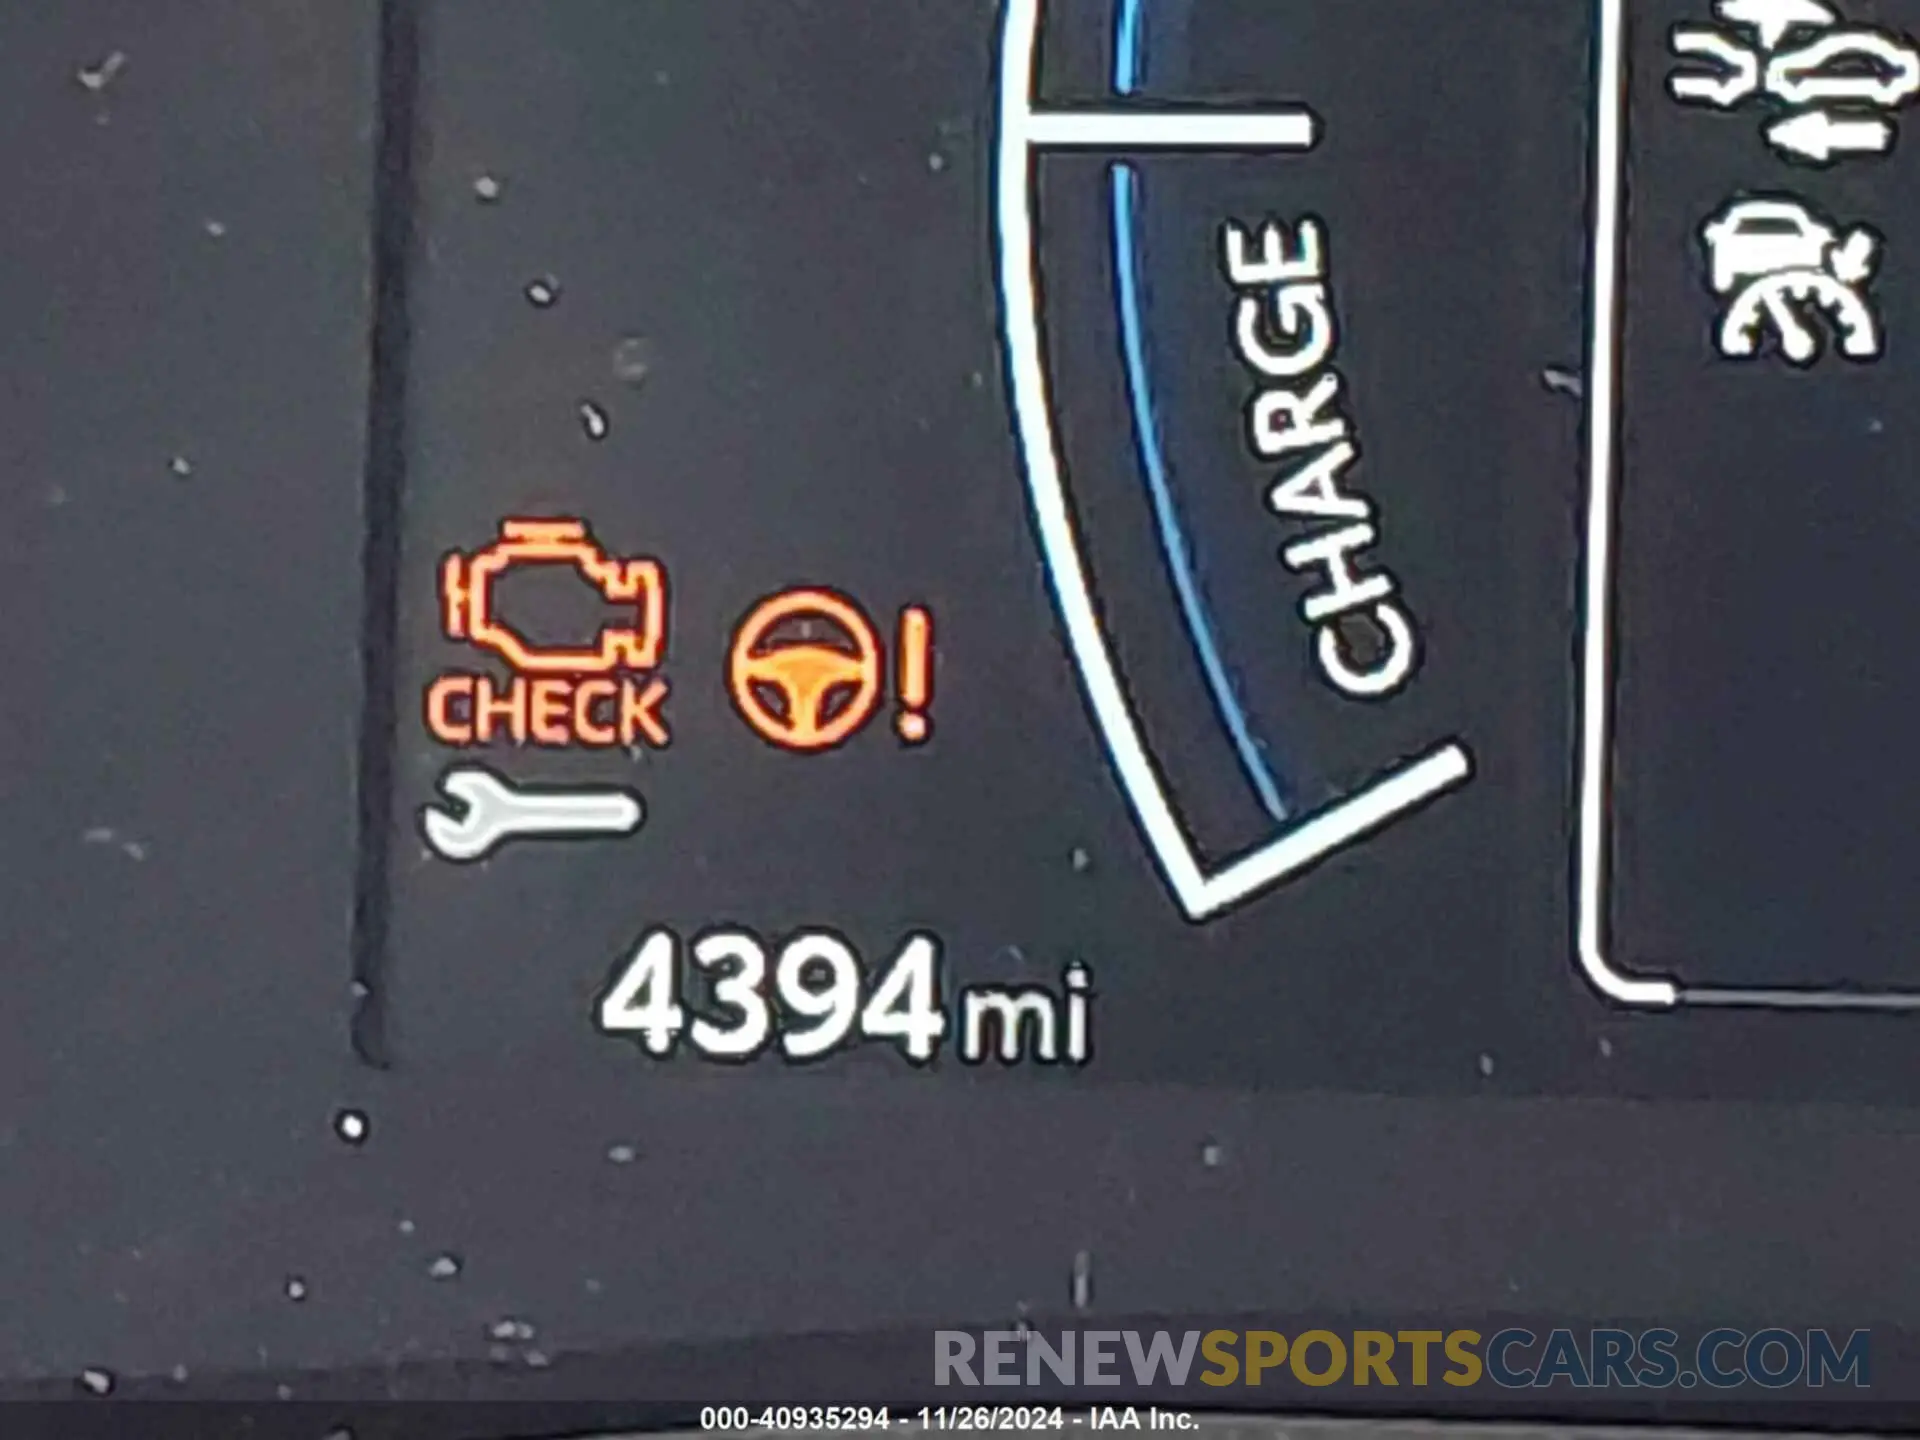 CHARGE
CHECK
4394 mi
RENEWSPORTSCARS.COM
000-40935294 - 11/26/2024 - IAA Inc.